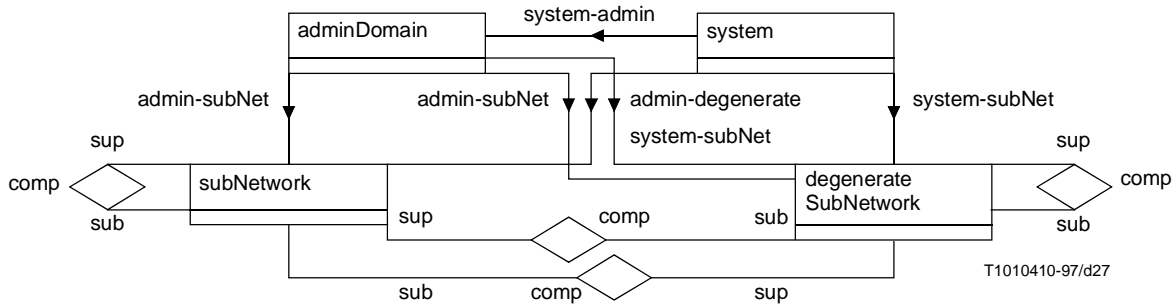 system-admin
adminDomain
system
admin-subNet
admin-subNet
admin-degenerate
system-subNet
system-subNet
sup
sup
comp
subNetwork
degenerate
SubNetwork
comp
sub
sup
comp
sub
sub
T1010410-97/d27
sub
comp
sup